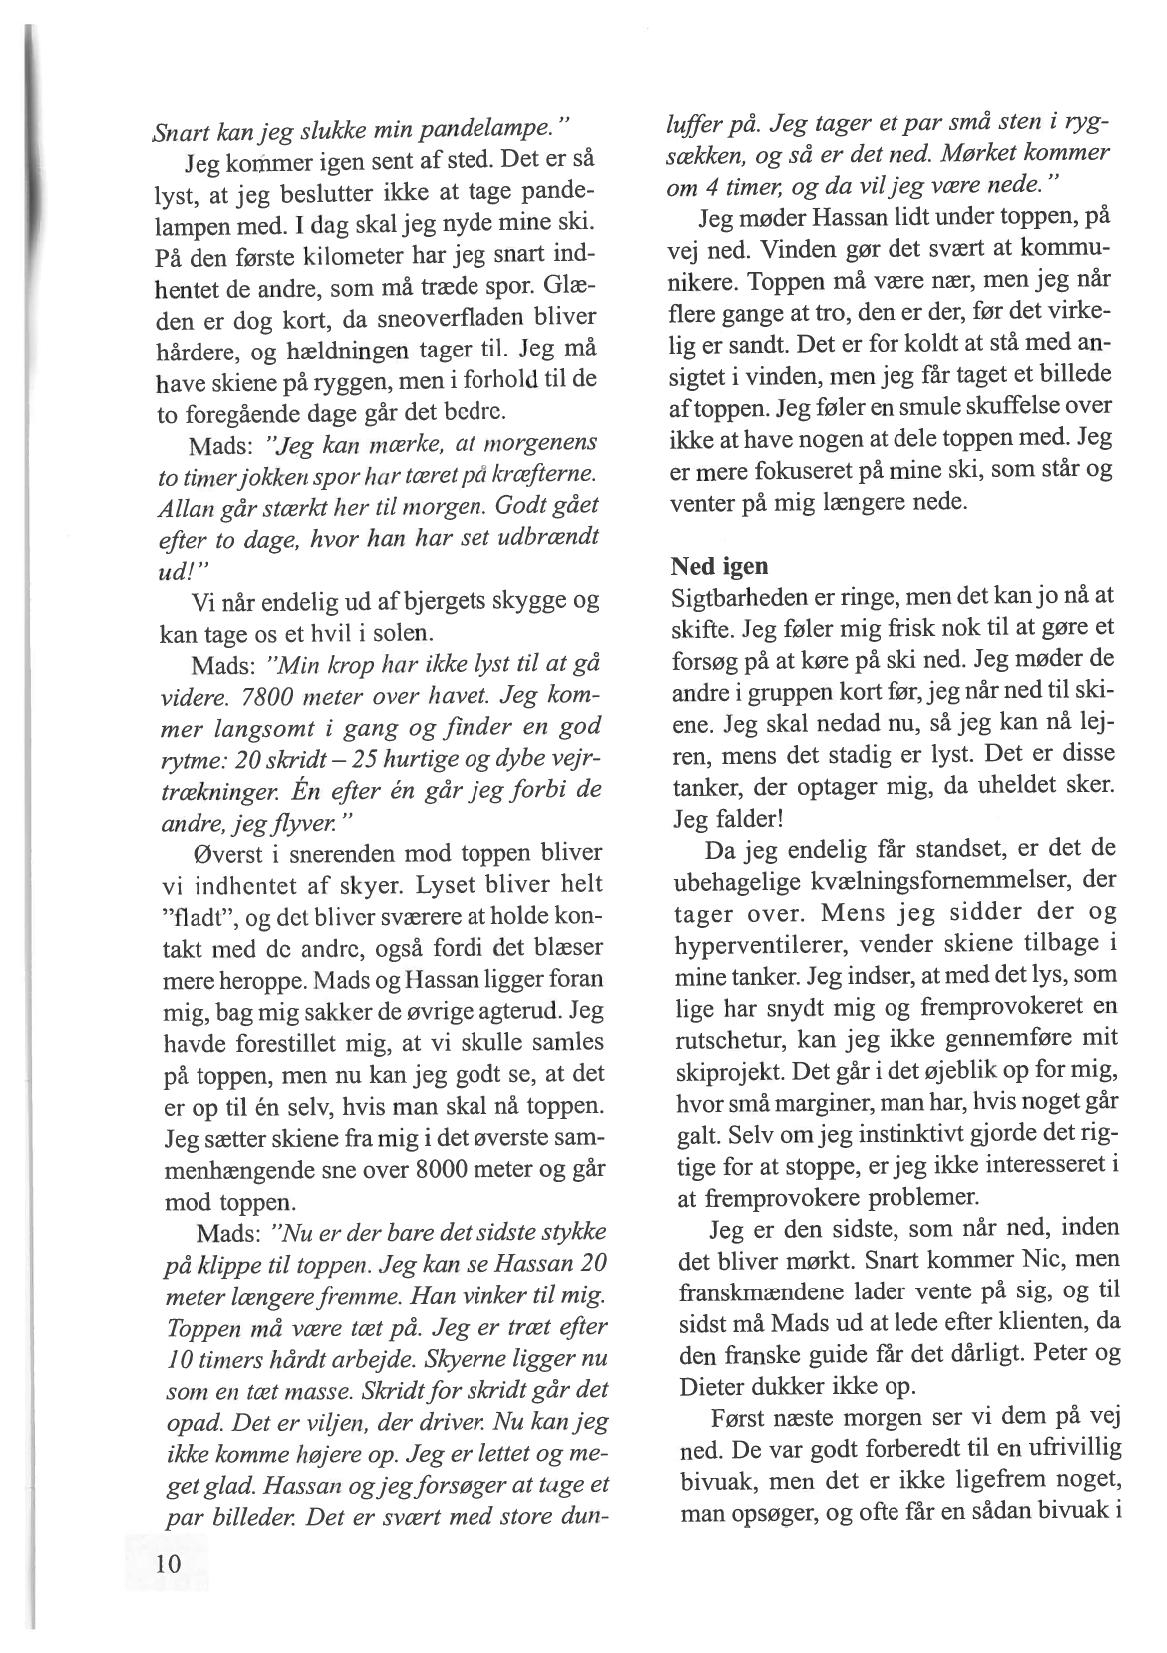 Snart kan jeg slukke min pandelampe."
Jeg kommer igen sent af sted. Det er så
lyst, at jeg beslutter ikke at tage pande-
lampen med. I dag skal jeg nyde mine ski.
På den første kilometer har jeg snart ind-
hentet de andre, som må træde spor. Glæ-
den er dog kort, da sneoverfladen bliver
hårdere, og hældningen tager til. Jeg må
have skiene på ryggen, men i forhold til de
to foregående dage går det bedre.
Mads: "Jeg kan mærke, at morgenens
to timer jokken spor har tæret på kræfterne.
Allan går stærkt her til morgen. Godt gået
efter to dage, hvor han har set udbrændt
ud!"
Vi når endelig ud af bjergets skygge og
kan tage os et hvil i solen.
Mads: "Min krop har ikke lyst til at gå
videre. 7800 meter over havet. Jeg kom-
mer langsomt i gang og finder en god
rytme: 20 skridt – 25 hurtige og dybe vejr-
trækninger. Én efter én går jeg forbi de
andre, jeg flyver."
Øverst i snerenden mod toppen bliver
vi indhentet af skyer. Lyset bliver helt
"fladt", og det bliver sværere at holde kon-
takt med de andre, også fordi det blæser
mere heroppe. Mads og Hassan ligger foran
mig, bag mig sakker de øvrige agterud. Jeg
havde forestillet mig, at vi skulle samles
på toppen, men nu kan jeg godt se, at det
er op til én selv, hvis man skal nå toppen.
Jeg sætter skiene fra mig i det øverste sam-
menhængende sne over 8000 meter og går
mod toppen.
Mads: "Nu er der bare det sidste stykke
på klippe til toppen. Jeg kan se Hassan 20
meter længere fremme. Han vinker til mig.
Toppen må være tæt på. Jeg er træt efter
10 timers hårdt arbejde. Skyerne ligger nu
som en tæt masse. Skridt for skridt går det
opad. Det er viljen, der driver. Nu kan jeg
ikke komme højere op. Jeg er lettet og me-
get glad. Hassan og jeg forsøger at tage et
par billeder. Det er svært med store dun-
luffer på. Jeg tager et par små sten i ryg-
sækken, og så er det ned. Mørket kommer
om 4 timer, og da vil jeg være nede."
Jeg møder Hassan lidt under toppen, på
vej ned. Vinden gør det svært at kommu-
nikere. Toppen må være nær, men jeg når
flere gange at tro, den er der, før det virke-
lig er sandt. Det er for koldt at stå med an-
sigtet i vinden, men jeg får taget et billede
af toppen. Jeg føler en smule skuffelse over
ikke at have nogen at dele toppen med. Jeg
er mere fokuseret på mine ski, som står og
venter på mig længere nede.
Ned igen
Sigtbarheden er ringe, men det kan jo nå at
skifte. Jeg føler mig frisk nok til at gøre et
forsøg på at køre på ski ned. Jeg møder de
andre i gruppen kort før, jeg når ned til ski-
ene. Jeg skal nedad nu, så jeg kan nå lej-
ren, mens det stadig er lyst. Det er disse
tanker, der optager mig, da uheldet sker.
Jeg falder!
Da jeg endelig får standset, er det de
ubehagelige kvælningsfornemmelser, der
tager over. Mens jeg sidder der og
hyperventilerer, vender skiene tilbage i
mine tanker. Jeg indser, at med det lys, som
lige har snydt mig og fremprovokeret en
rutschetur, kan jeg ikke gennemføre mit
skiprojekt. Det går i det øjeblik op for mig,
hvor små marginer, man har, hvis noget går
galt. Selv om jeg instinktivt gjorde det rig-
tige for at stoppe, er jeg ikke interesseret i
at fremprovokere problemer.
Jeg er den sidste, som når ned, inden
det bliver mørkt. Snart kommer Nic, men
franskmændene lader vente på sig, og til
sidst må Mads ud at lede efter klienten, da
den franske guide får det dårligt. Peter og
Dieter dukker ikke op.
Først næste morgen ser vi dem på vej
ned. De var godt forberedt til en ufrivillig
bivuak, men det er ikke ligefrem noget,
man opsøger, og ofte får en sådan bivuak i
10